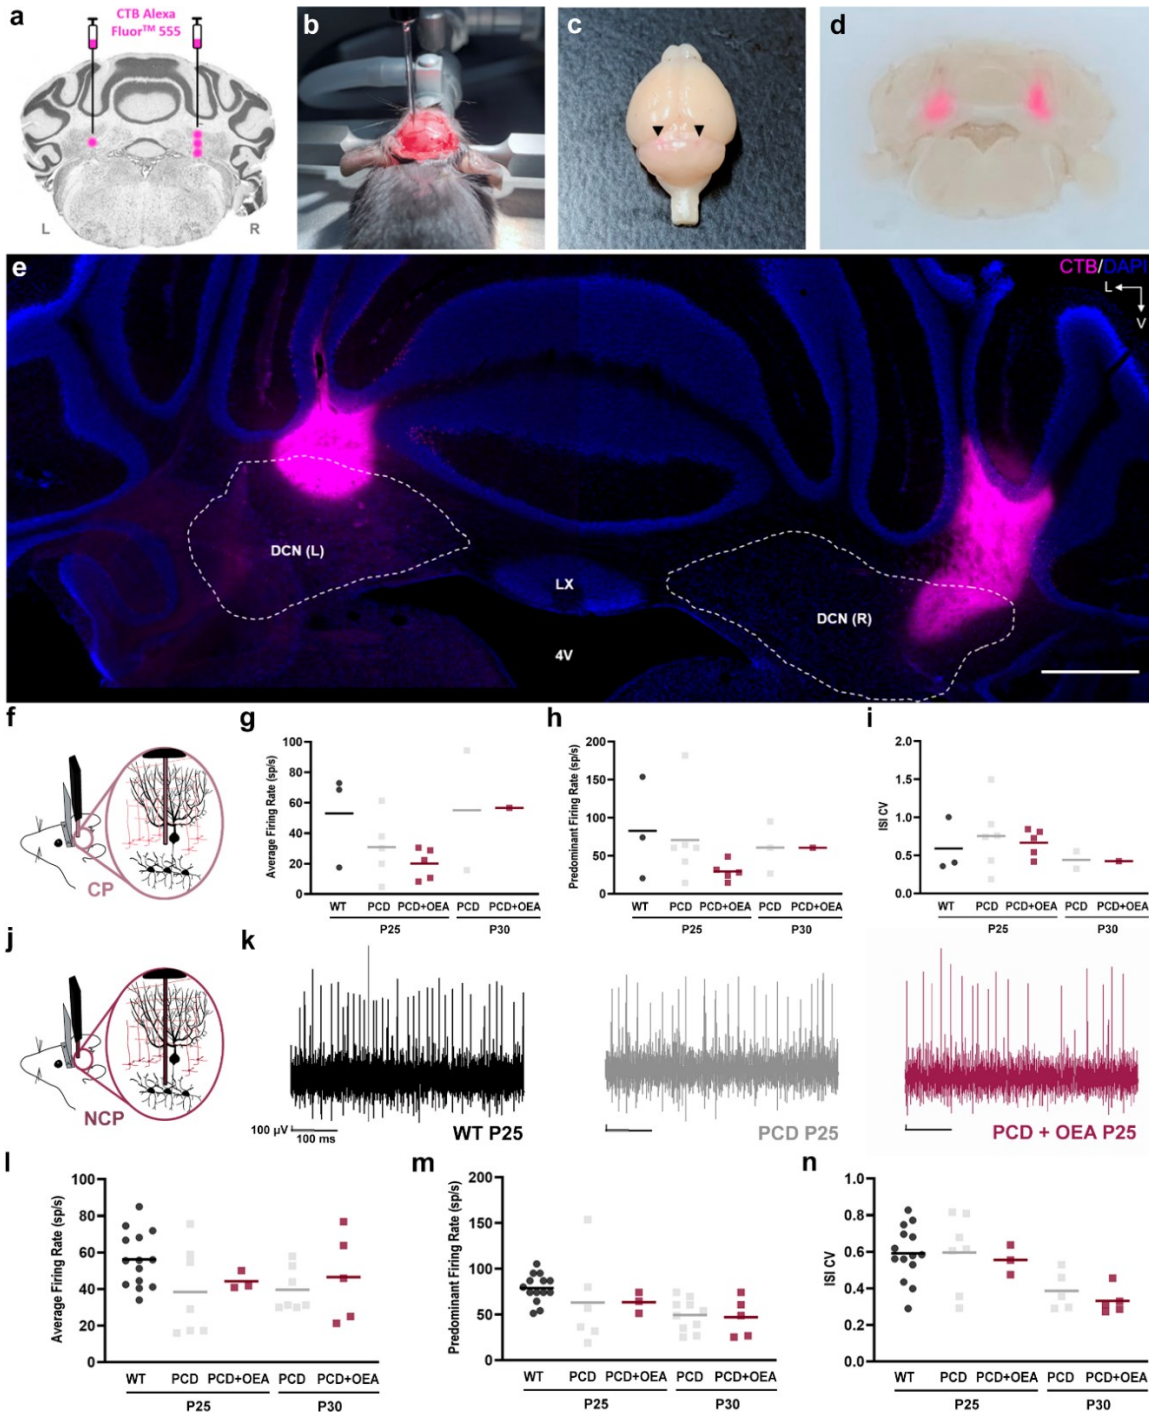 a
CTB Alexa
Fluor™ 555
L
R
b
c
d
e
CTB/DAPI
L
V
DCN (L)
LX
DCN (R)
4V
f
CP
g
Average Firing Rate (sp/s)
100
80
60
40
20
0
WT PCD PCD+OEA PCD PCD+OEA
P25 P30
h
Predominant Firing Rate (sp/s)
200
150
100
50
0
WT PCD PCD+OEA PCD PCD+OEA
P25 P30
i
ISI CV
2.0
1.5
1.0
0.5
0.0
WT PCD PCD+OEA PCD PCD+OEA
P25 P30
j
NCP
k
100 µV
100 ms
WT P25
PCD P25
PCD + OEA P25
l
Average Firing Rate (sp/s)
100
80
60
40
20
0
WT PCD PCD+OEA PCD PCD+OEA
P25 P30
m
Predominant Firing Rate (sp/s)
200
150
100
50
0
WT PCD PCD+OEA PCD PCD+OEA
P25 P30
n
ISI CV
1.0
0.8
0.6
0.4
0.2
0.0
WT PCD PCD+OEA PCD PCD+OEA
P25 P30